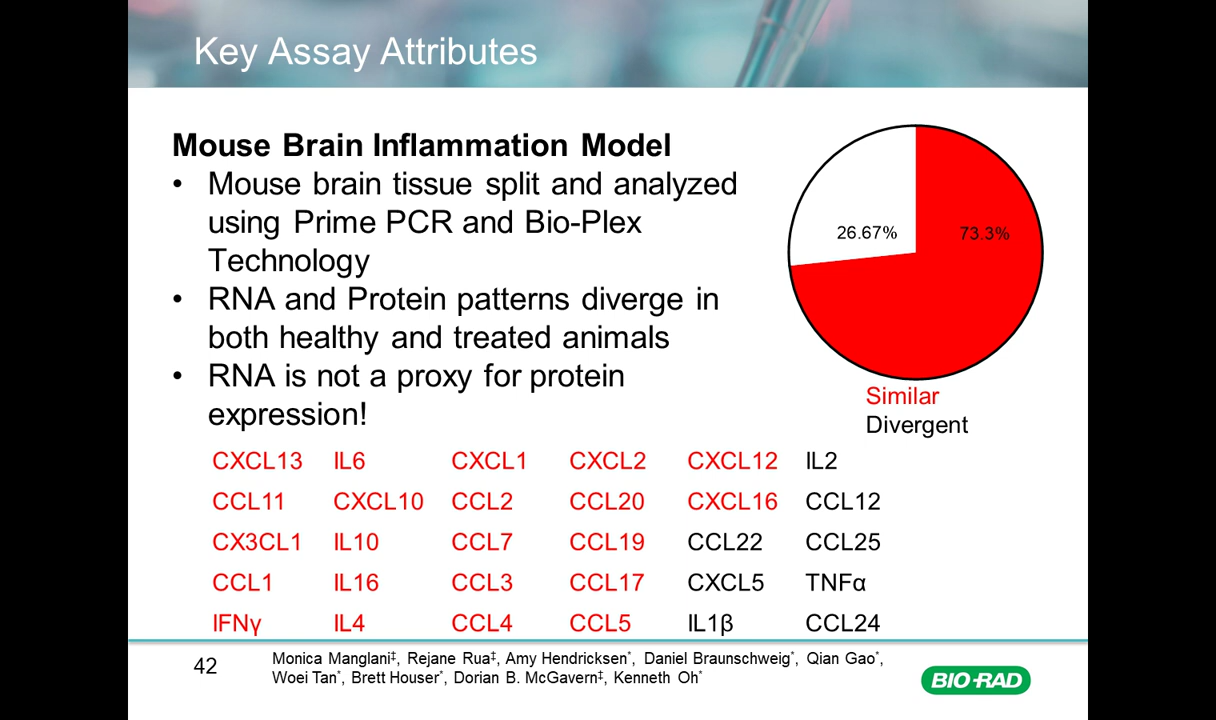 Key Assay Attributes
Mouse Brain Inflammation Model
• Mouse brain tissue split and analyzed
using Prime PCR and Bio-Plex
Technology
• RNA and Protein patterns diverge in
both healthy and treated animals
• RNA is not a proxy for protein
expression!
26.67% 73.3%
Similar
Divergent
CXCL13 IL6 CXCL1 CXCL2 CXCL12 IL2
CCL11 CXCL10 CCL2 CCL20 CXCL16 CCL12
CX3CL1 IL10 CCL7 CCL19 CCL22 CCL25
CCL1 IL16 CCL3 CCL17 CXCL5 TNFα
IFNγ IL4 CCL4 CCL5 IL1β CCL24
42
Monica Manglani‡, Rejane Rua‡, Amy Hendricksen*, Daniel Braunschweig*, Qian Gao*,
Woei Tan*, Brett Houser*, Dorian B. McGavern‡, Kenneth Oh*
BIO-RAD